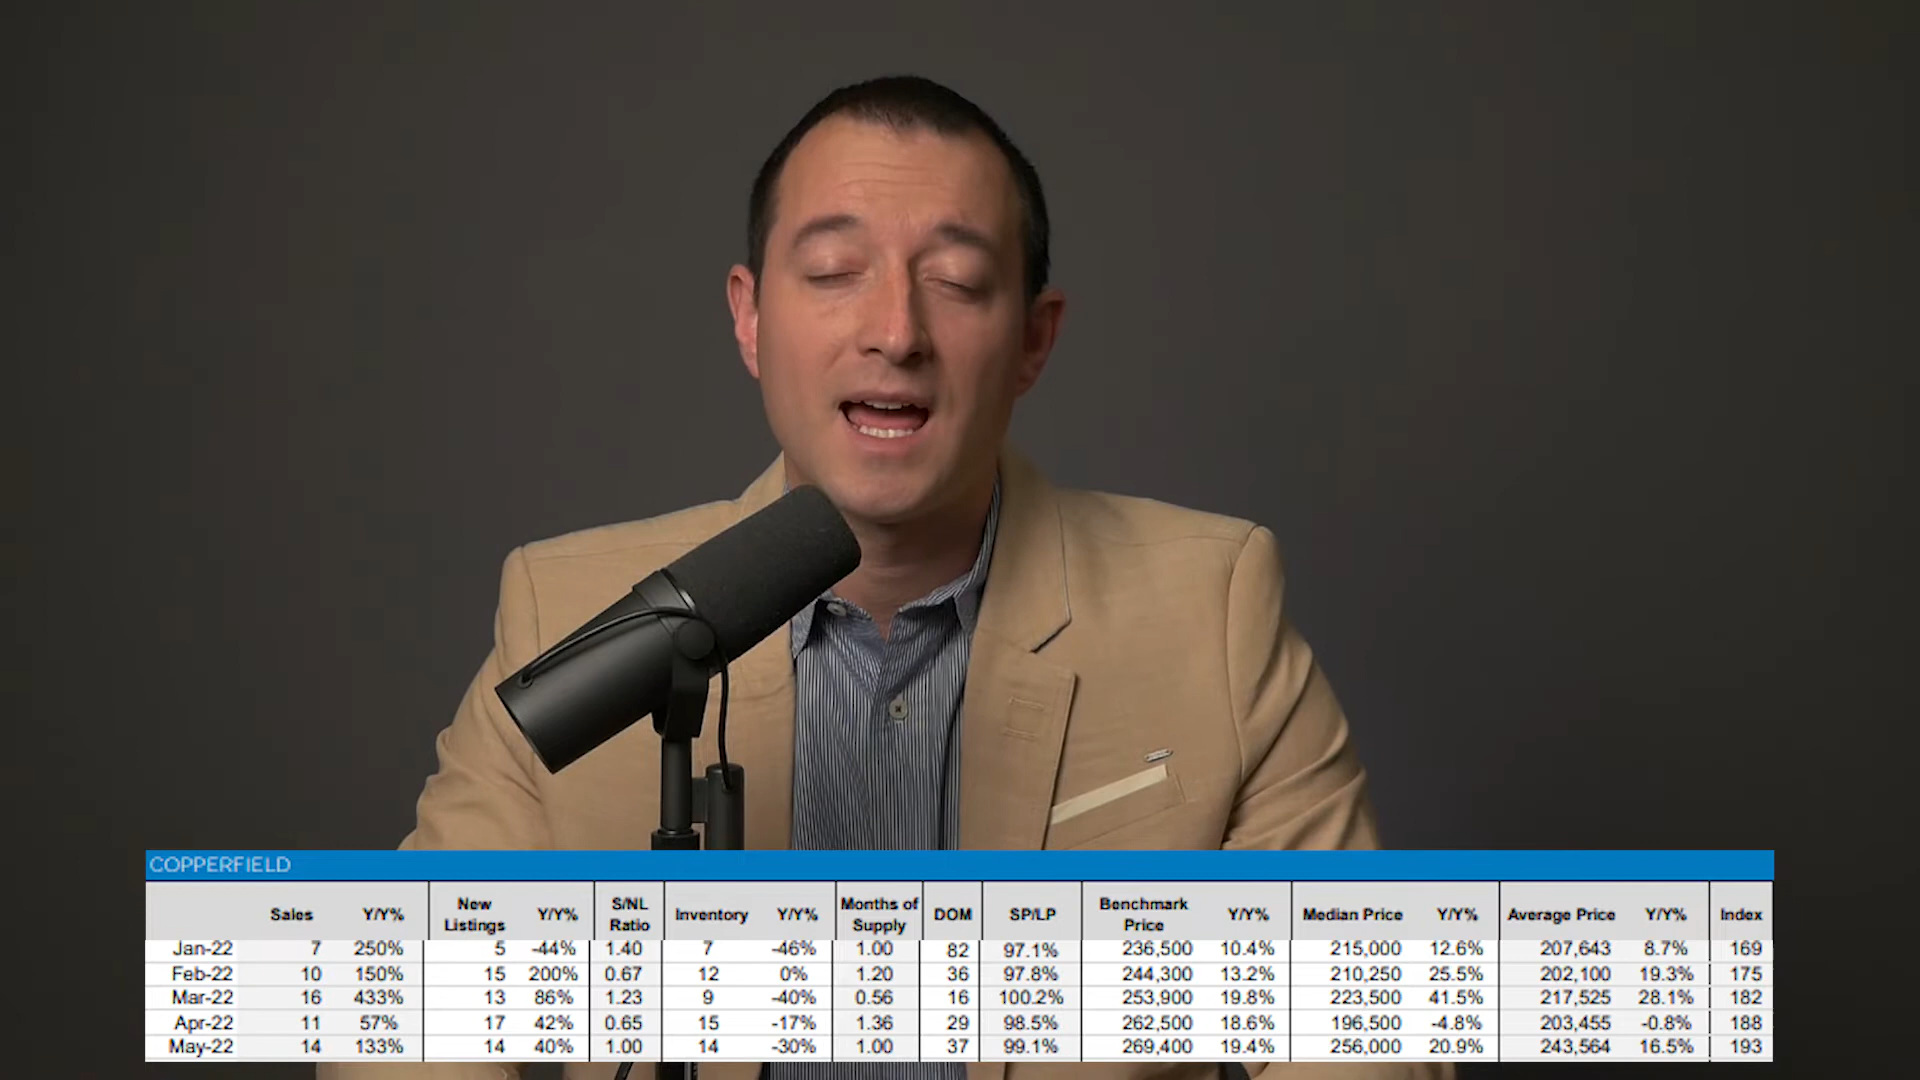 COPPERFIELD
Sales Y/Y% New Listings Y/Y% S/NL Ratio Inventory Y/Y% Months of Supply DOM SP/LP Benchmark Price Y/Y% Median Price Y/Y% Average Price Y/Y% Index
Jan-22 7 250% 5 -44% 1.40 7 -46% 1.00 82 97.1% 236,500 10.4% 215,000 12.6% 207,643 8.7% 169
Feb-22 10 150% 15 200% 0.67 12 0% 1.20 36 97.8% 244,300 13.2% 210,250 25.5% 202,100 19.3% 175
Mar-22 16 433% 13 86% 1.23 9 -40% 0.56 16 100.2% 253,900 19.8% 223,500 41.5% 217,525 28.1% 182
Apr-22 11 57% 17 42% 0.65 15 -17% 1.36 29 98.5% 262,500 18.6% 196,500 -4.8% 203,455 -0.8% 188
May-22 14 133% 14 40% 1.00 14 -30% 1.00 37 99.1% 269,400 19.4% 256,000 20.9% 243,564 16.5% 193